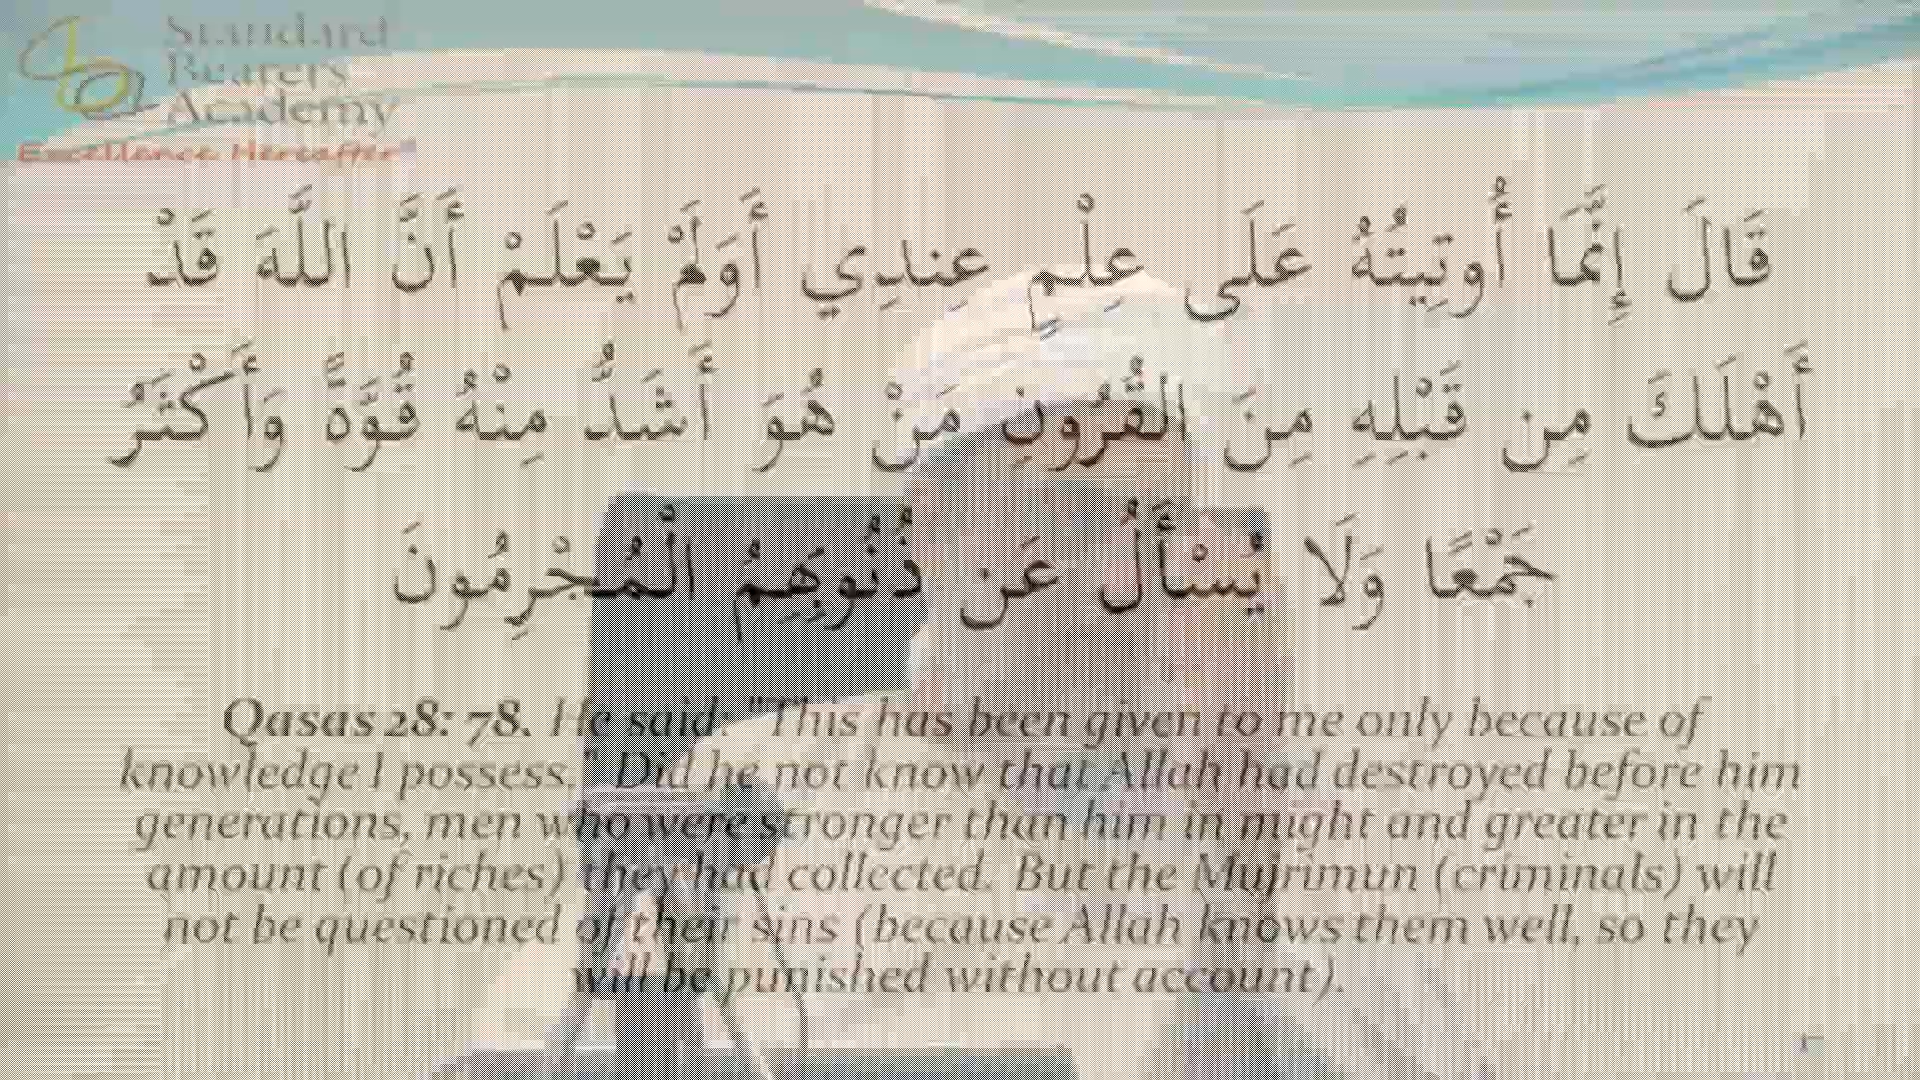 Standard
Bearers
Academy
Excellence. Hereafter
قَالَ إِنَّمَا أُوتِيتُهُ عَلَى عِلْمٍ عِندِي أَوَلَمْ يَعْلَمْ أَنَّ اللَّهَ قَدْ
أَهْلَكَ مِن قَبْلِهِ مِنَ القُرُونِ مَنْ هُوَ أَشَدُّ مِنْهُ قُوَّةً وَأَكْثَرُ
جَمْعًا وَلَا يُسْأَلُ عَن ذُنُوبِهِمُ الْمُجْرِمُونَ
Qasas 28: 78. He said: "This has been given to me only because of
knowledge I possess." Did he not know that Allah had destroyed before him
generations, men who were stronger than him in might and greater in the
amount (of riches) they had collected. But the Mujrimun (criminals) will
not be questioned of their sins (because Allah knows them well, so they
will be punished without account).